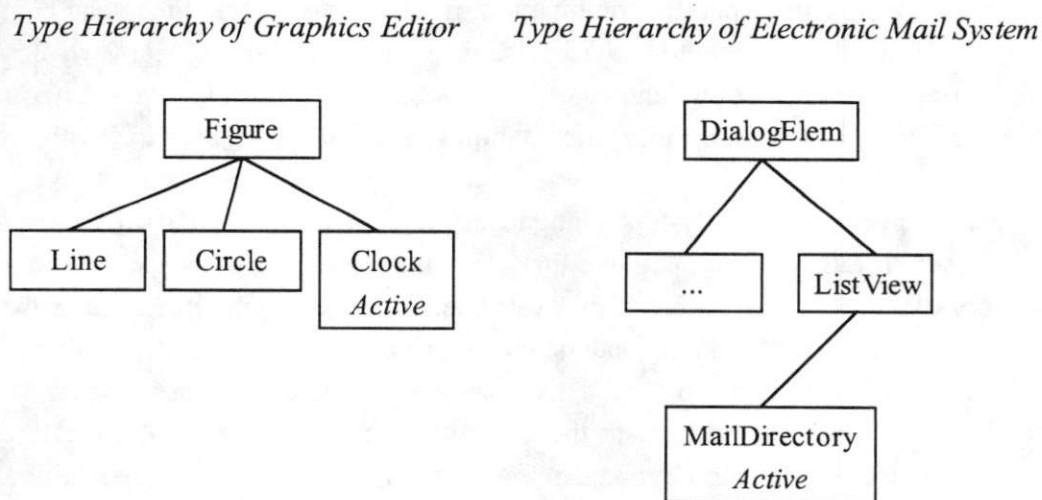 Type Hierarchy of Graphics Editor
Figure
Line
Circle
Clock
Active
Type Hierarchy of Electronic Mail System
DialogElem
...
ListView
MailDirectory
Active